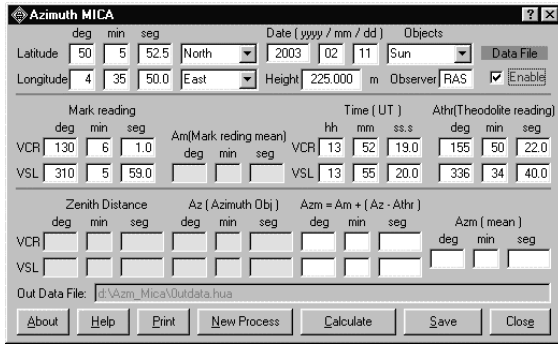 Azimuth MICA
deg min seg Date ( yyyy / mm / dd ) Objects
Latitude 50 5 52.5 North 2003 02 11 Sun Data File
Longitude 4 35 50.0 East Height 225.000 m Observer RAS Enable
Mark reading Time ( UT ) Athr(Theodolite reading)
deg min seg Am(Mark reding mean) hh mm ss.s deg min seg
VCR 130 6 1.0 deg min seg VCR 13 52 19.0 155 50 22.0
VSL 310 5 59.0 VSL 13 55 20.0 336 34 40.0
Zenith Distance Az ( Azimuth Obj ) Azm = Am + ( Az - Athr )
deg min seg deg min seg deg min seg Azm ( mean )
VCR deg min seg
VSL
Out Data File: d:\Azm_Mica\Outdata.hua
About Help Print New Process Calculate Save Close